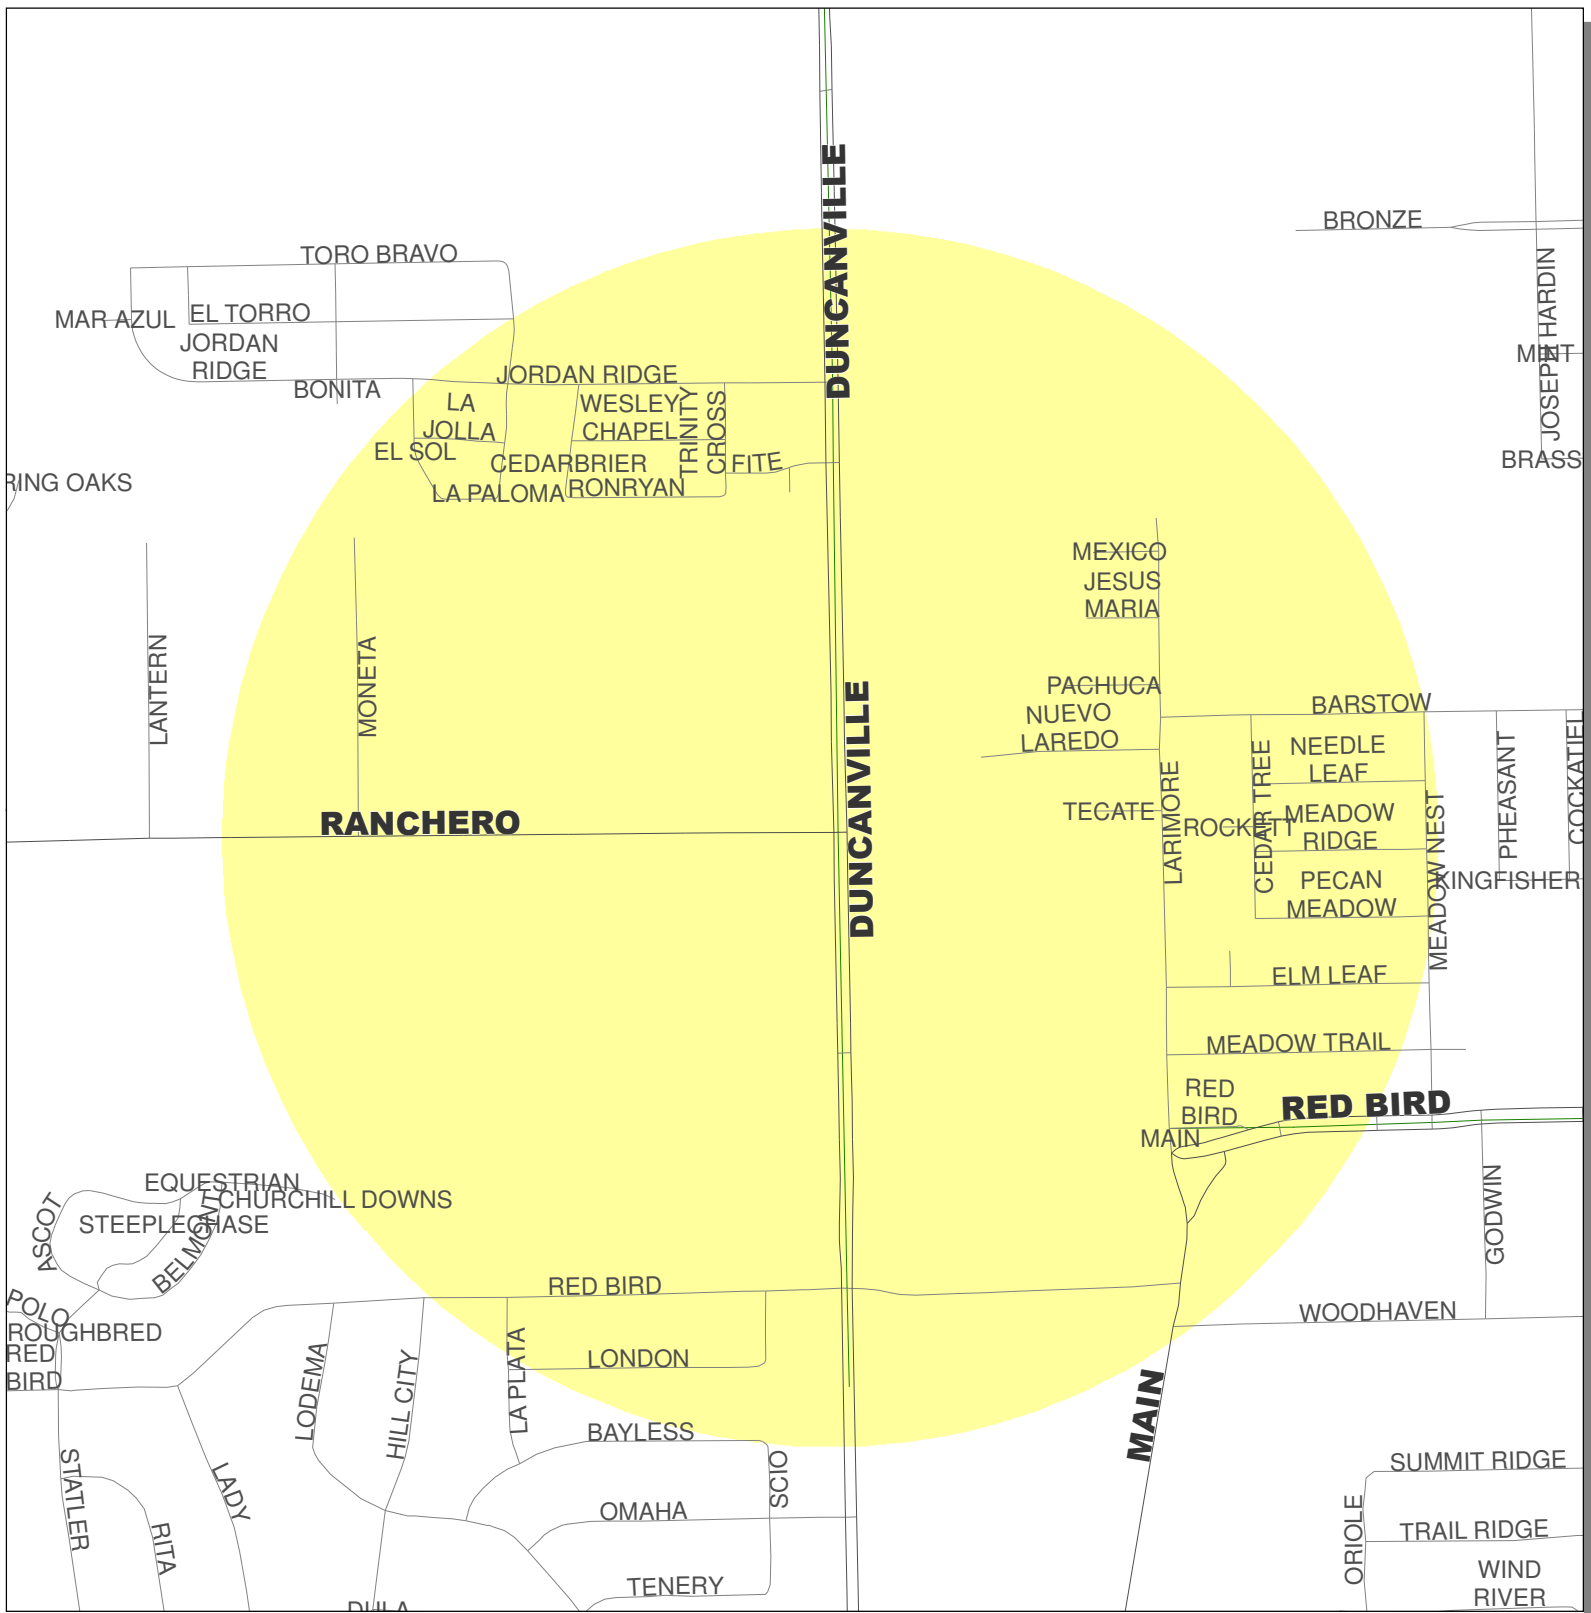 DUNCANVILLE
BRONZE
TORO BRAVO
JOSEPH HARDIN
MAR AZUL
EL TORRO
JORDAN
RIDGE
MINT
BONITA
JORDAN RIDGE
LA
JOLLA
WESLEY
CHAPEL
TRINITY
CROSS
EL SOL
CEDARBRIER
FITE
BRASS
RING OAKS
LA PALOMA
RONRYAN
MEXICO
JESUS
MARIA
LANTERN
MONETA
PACHUCA
NUEVO
LAREDO
BARSTOW
DUNCANVILLE
NEEDLE
LEAF
PHEASANT
COCKATIEL
LARIMORE
CEDAR TREE
MEADOW NEST
TECATE
ROCKETT
MEADOW
RIDGE
RANCHERO
PECAN
MEADOW
KINGFISHER
ELM LEAF
MEADOW TRAIL
RED
BIRD
RED BIRD
MAIN
EQUESTRIAN
CHURCHILL DOWNS
ASCOT
STEEPLECHASE
BELMONT
GODWIN
RED BIRD
POLO
ROUGHBRED
WOODHAVEN
RED
BIRD
LODEMA
HILL CITY
LA PLATA
LONDON
MAIN
BAYLESS
SCIO
STATLER
LADY
RITA
OMAHA
SUMMIT RIDGE
ORIOLE
TRAIL RIDGE
TENERY
WIND
RIVER